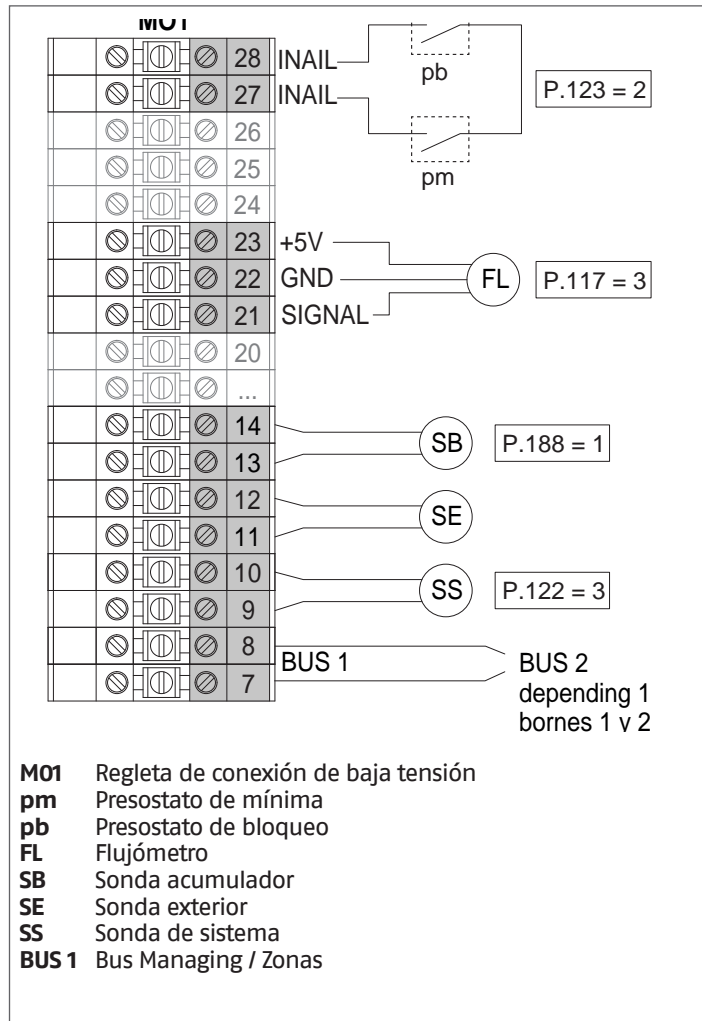 M01
28 INAIL
pb
27 INAIL
P.123 = 2
26
25
pm
24
23 +5V
22 GND
FL
P.117 = 3
21 SIGNAL
20
...
14
SB
P.188 = 1
13
12
SE
11
10
SS
P.122 = 3
9
8
BUS 1
BUS 2
7
depending 1
bornes 1 y 2
M01 Regleta de conexión de baja tensión
pm Presostato de mínima
pb Presostato de bloqueo
FL Flujómetro
SB Sonda acumulador
SE Sonda exterior
SS Sonda de sistema
BUS 1 Bus Managing / Zonas